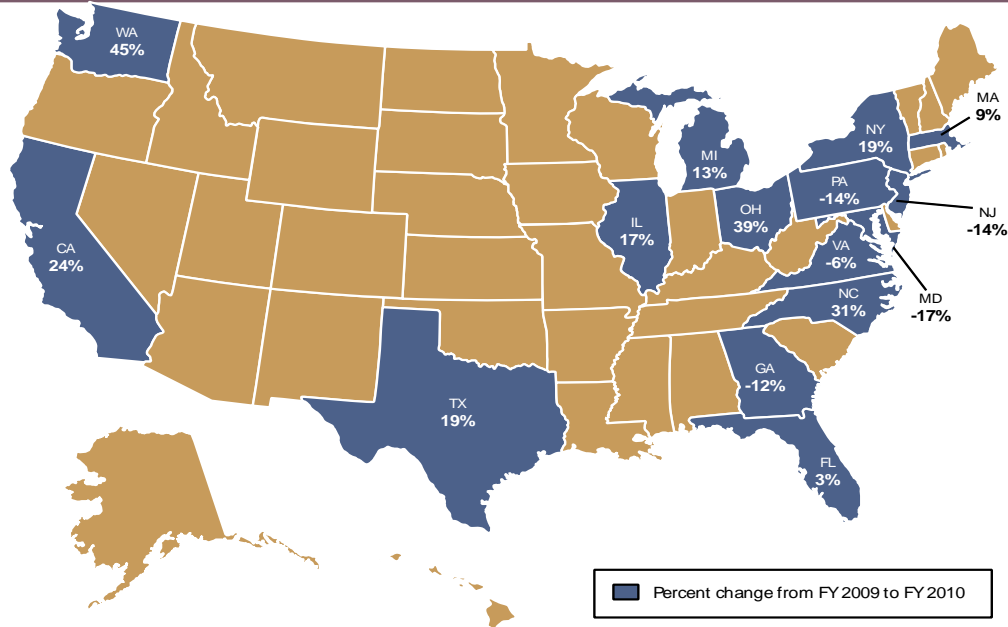 WA
45%
MA
9%
NY
19%
MI
13%
PA
-14%
OH
39%
IL
17%
NJ
-14%
CA
24%
VA
-6%
NC
31%
MD
-17%
GA
-12%
TX
19%
FL
3%
Percent change from FY 2009 to FY 2010